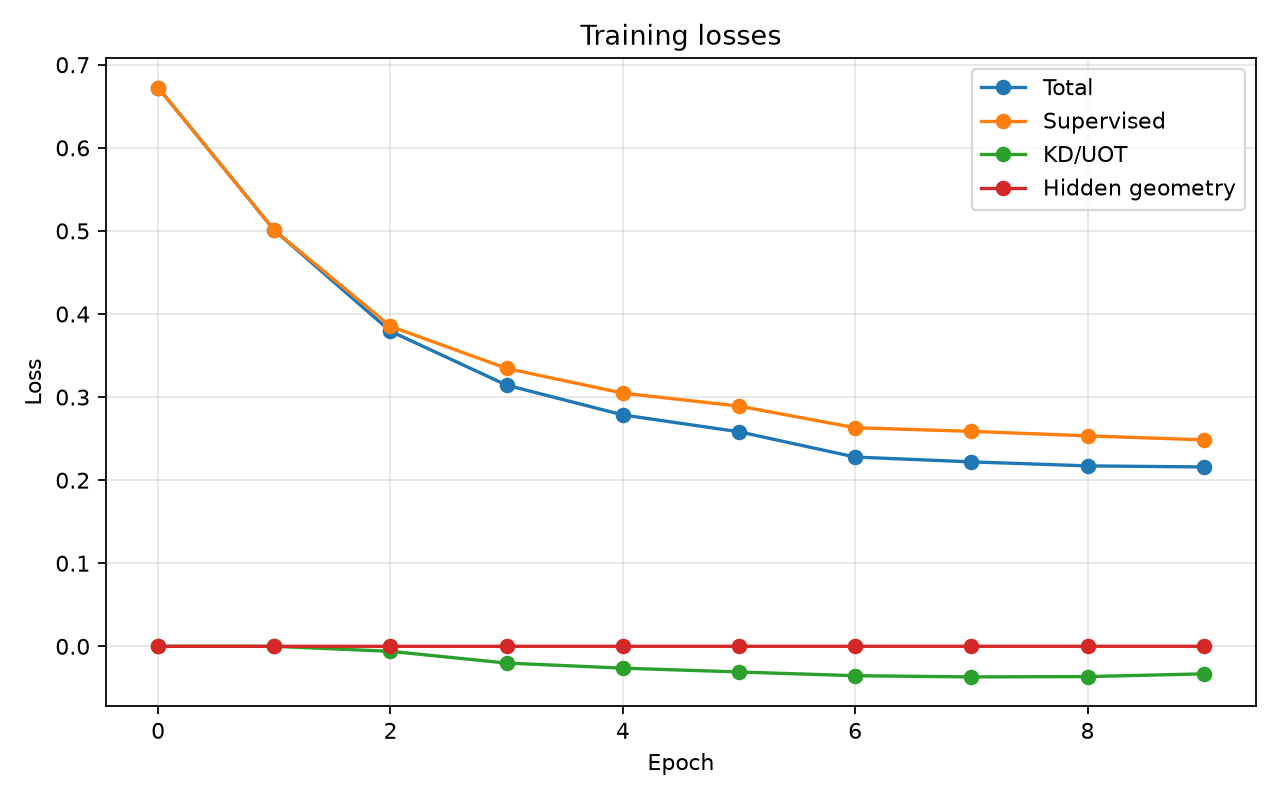 Training losses
Total
Supervised
KD/UOT
Hidden geometry
0.7
0.6
0.5
0.4
0.3
0.2
0.1
0.0
Loss
0 2 4 6 8
Epoch